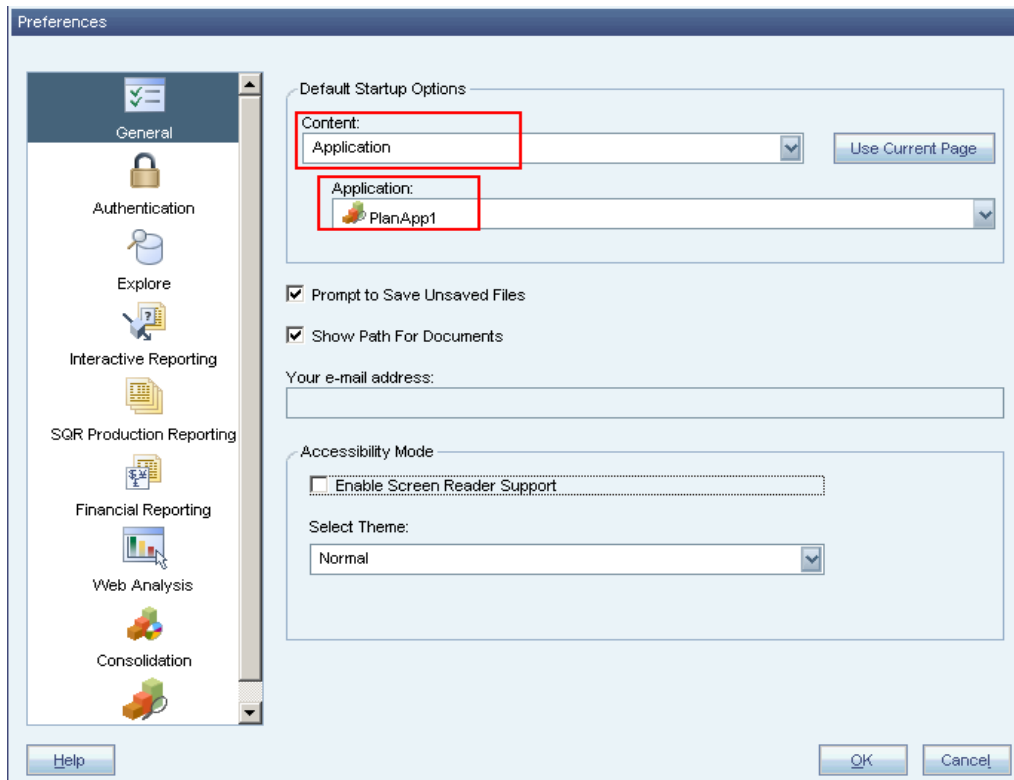 Preferences
General
Authentication
Explore
Interactive Reporting
SQR Production Reporting
Financial Reporting
Web Analysis
Consolidation
Default Startup Options
Content:
Application
Use Current Page
Application:
PlanApp1
Prompt to Save Unsaved Files
Show Path For Documents
Your e-mail address:
Accessibility Mode
Enable Screen Reader Support
Select Theme:
Normal
Help
OK
Cancel